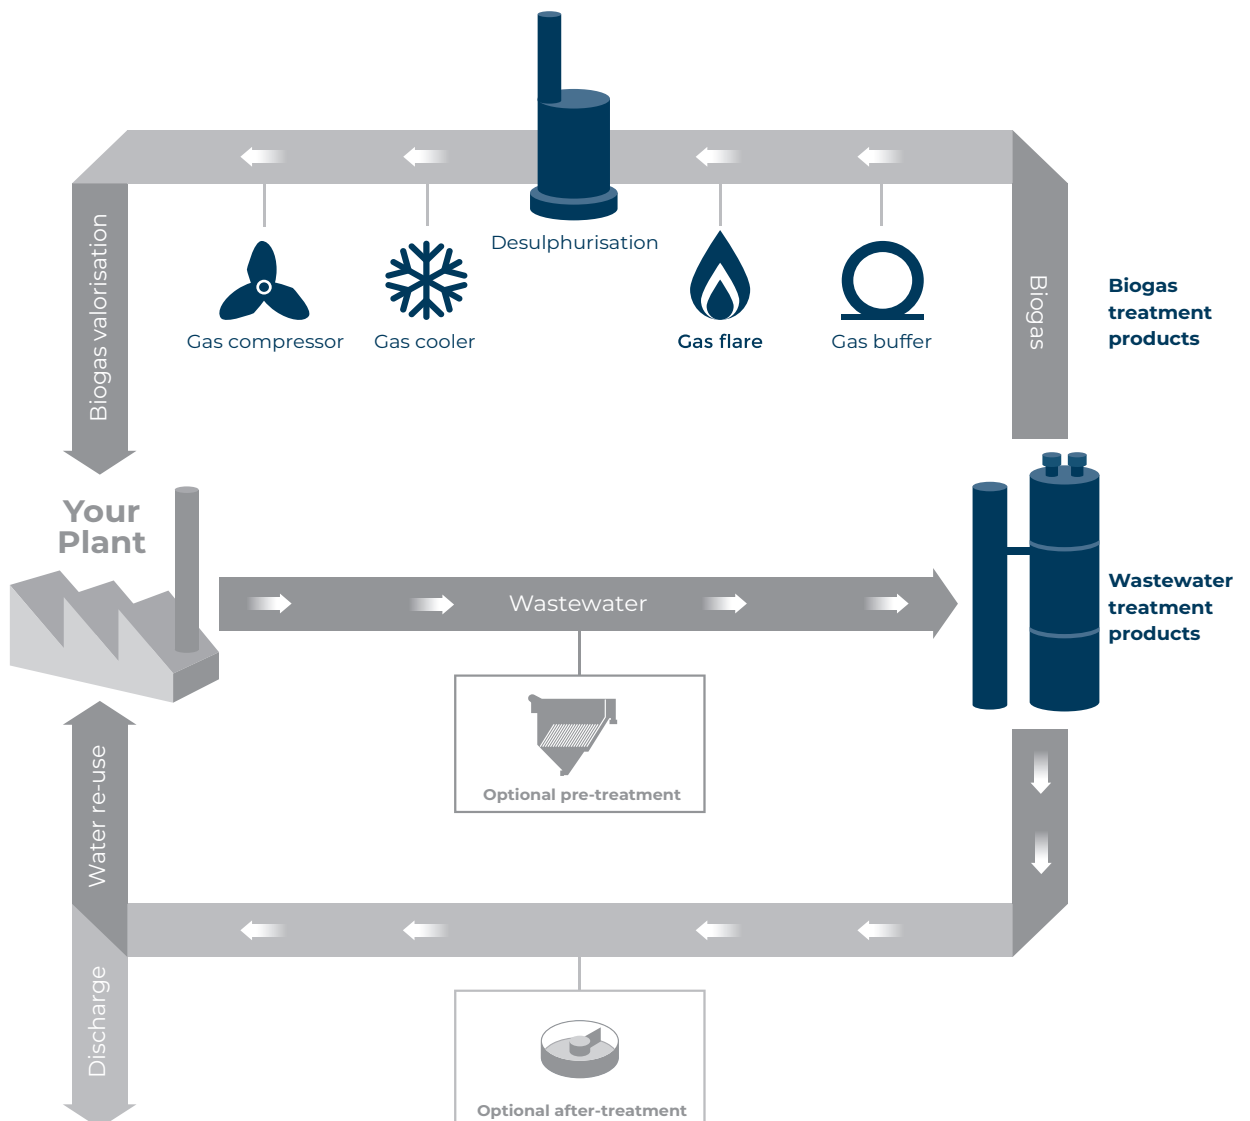 Desulphurisation
Biogas valorisation
Gas compressor
Gas cooler
Gas flare
Gas buffer
Biogas
Biogas
treatment
products
Your
Plant
Wastewater
Wastewater
treatment
products
Optional pre-treatment
Water re-use
Discharge
Optional after-treatment